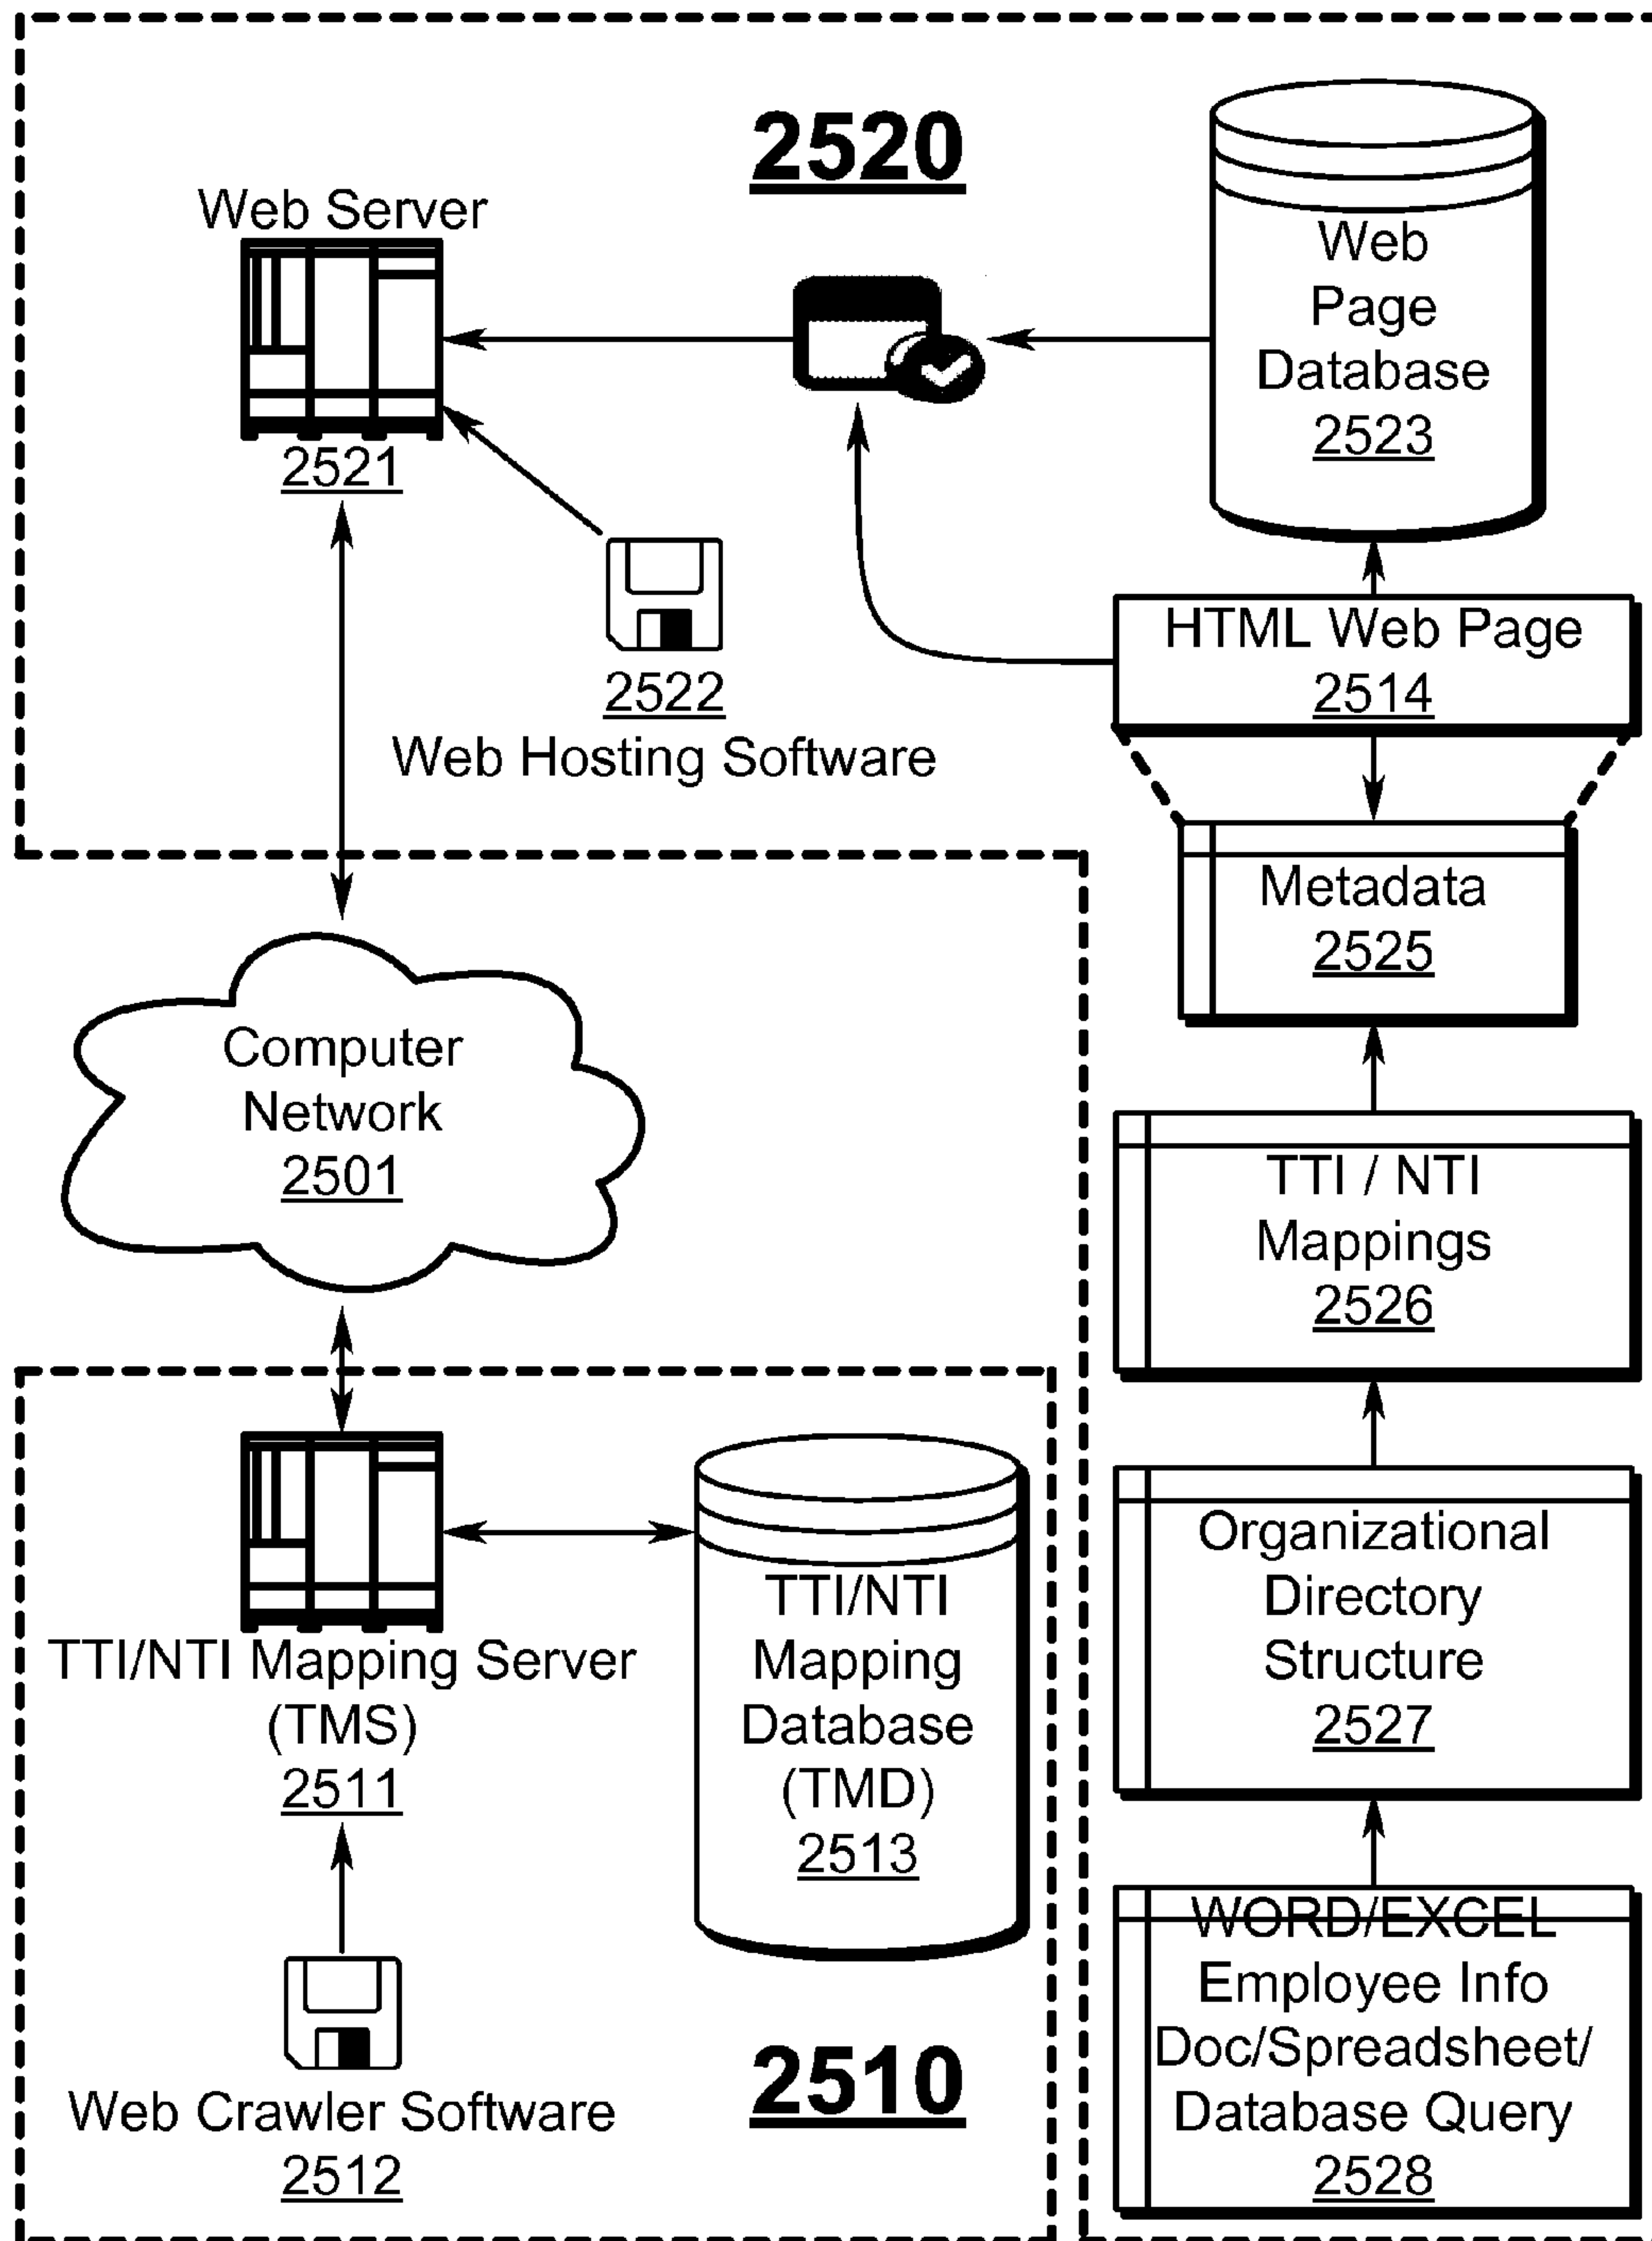 2520
Web Server
2521
Web
Page
Database
2523
2522
Web Hosting Software
HTML Web Page
2514
Metadata
2525
Computer
Network
2501
TTI / NTI
Mappings
2526
TTI/NTI Mapping Server
(TMS)
2511
TTI/NTI
Mapping
Database
(TMD)
2513
Organizational
Directory
Structure
2527
Web Crawler Software
2512
2510
WORD/EXCEL
Employee Info
Doc/Spreadsheet/
Database Query
2528